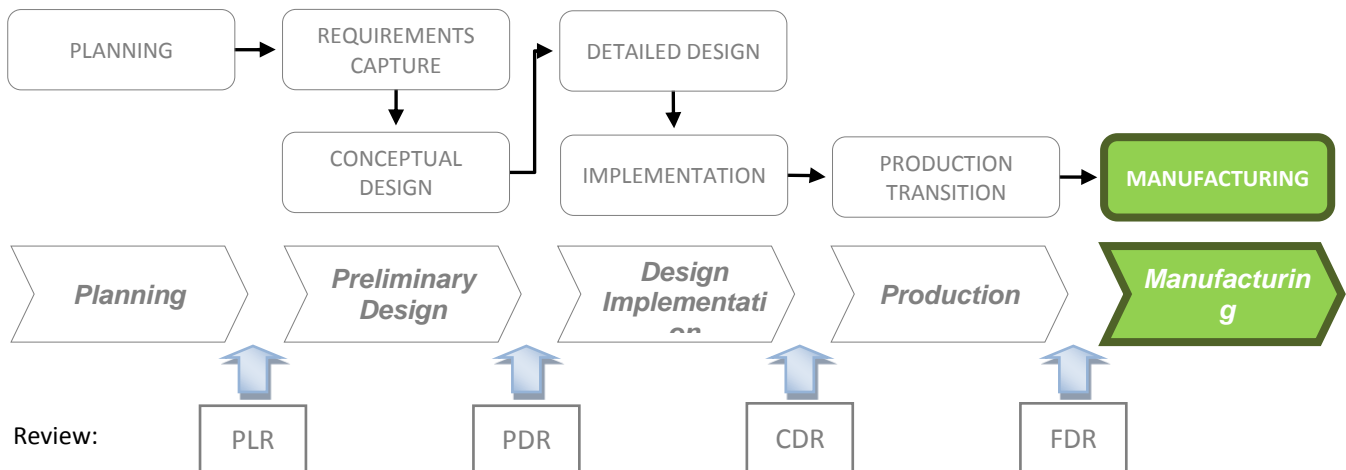 PLANNING
REQUIREMENTS
CAPTURE
DETAILED DESIGN
CONCEPTUAL
DESIGN
IMPLEMENTATION
PRODUCTION
TRANSITION
MANUFACTURING
Planning
Preliminary
Design
Design
Implementati
on
Production
Manufacturin
g
Review:
PLR
PDR
CDR
FDR